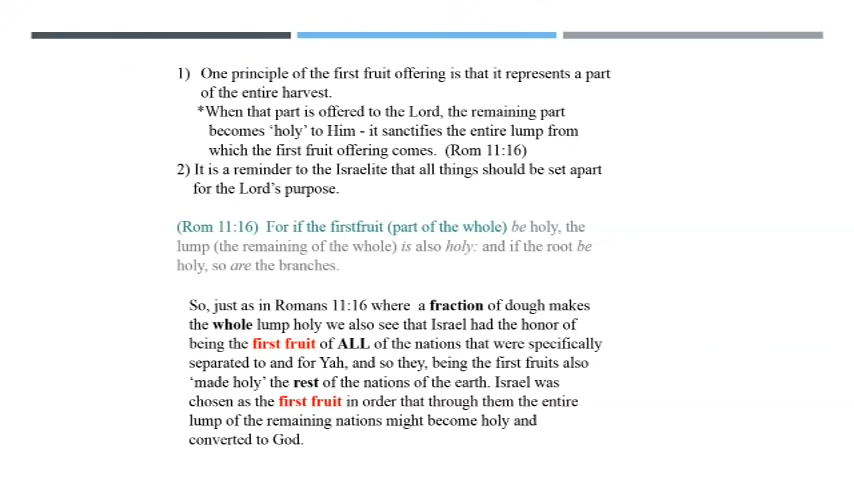 1) One principle of the first fruit offering is that it represents a part
of the entire harvest.
*When that part is offered to the Lord, the remaining part
becomes ‘holy’ to Him - it sanctifies the entire lump from
which the first fruit offering comes. (Rom 11:16)
2) It is a reminder to the Israelite that all things should be set apart
for the Lord’s purpose.
(Rom 11:16) For if the firstfruit (part of the whole) be holy, the
lump (the remaining of the whole) is also holy: and if the root be
holy, so are the branches.
So, just as in Romans 11:16 where a fraction of dough makes
the whole lump holy we also see that Israel had the honor of
being the first fruit of ALL of the nations that were specifically
separated to and for Yah, and so they, being the first fruits also
‘made holy’ the rest of the nations of the earth. Israel was
chosen as the first fruit in order that through them the entire
lump of the remaining nations might become holy and
converted to God.